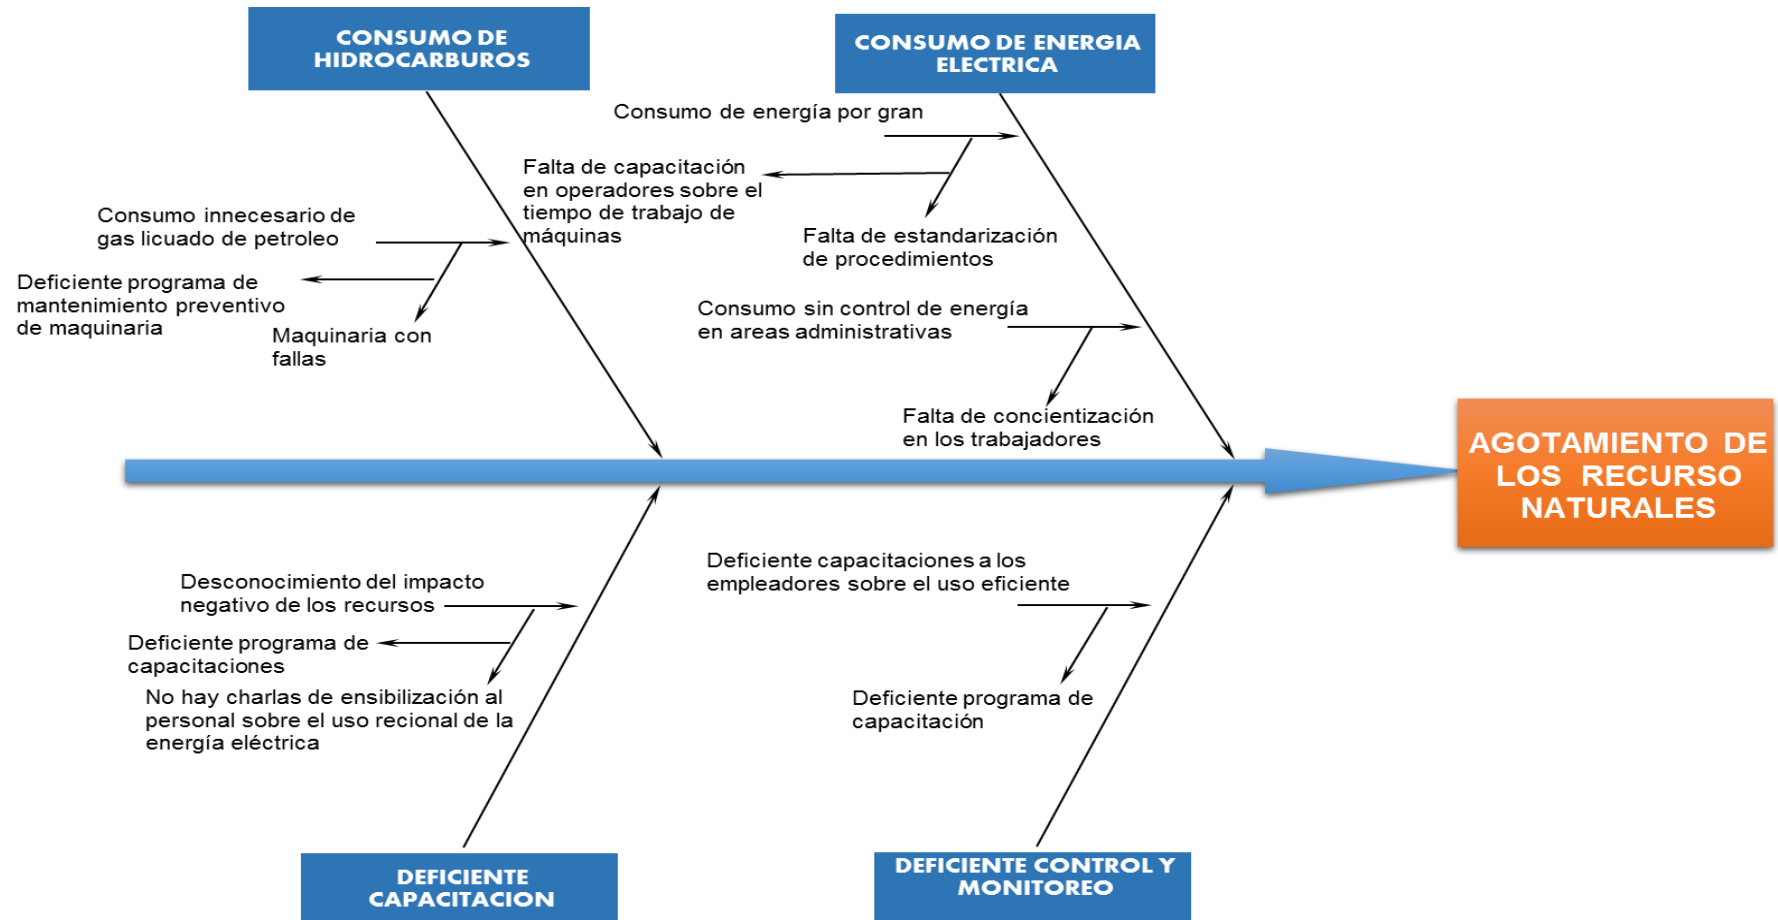 CONSUMO DE
HIDROCARBUROS
CONSUMO DE ENERGIA
ELECTRICA
Consumo de energía por gran
Falta de capacitación
en operadores sobre el
tiempo de trabajo de
máquinas
Falta de estandarización
de procedimientos
Consumo innecesario de
gas licuado de petroleo
Deficiente programa de
mantenimiento preventivo
de maquinaria
Maquinaria con
fallas
Consumo sin control de energía
en areas administrativas
Falta de concientización
en los trabajadores
AGOTAMIENTO DE
LOS RECURSO
NATURALES
Desconocimiento del impacto
negativo de los recursos
Deficiente programa de
capacitaciones
No hay charlas de ensibilización al
personal sobre el uso recional de la
energía eléctrica
Deficiente capacitaciones a los
empleadores sobre el uso eficiente
Deficiente programa de
capacitación
DEFICIENTE
CAPACITACION
DEFICIENTE CONTROL Y
MONITOREO